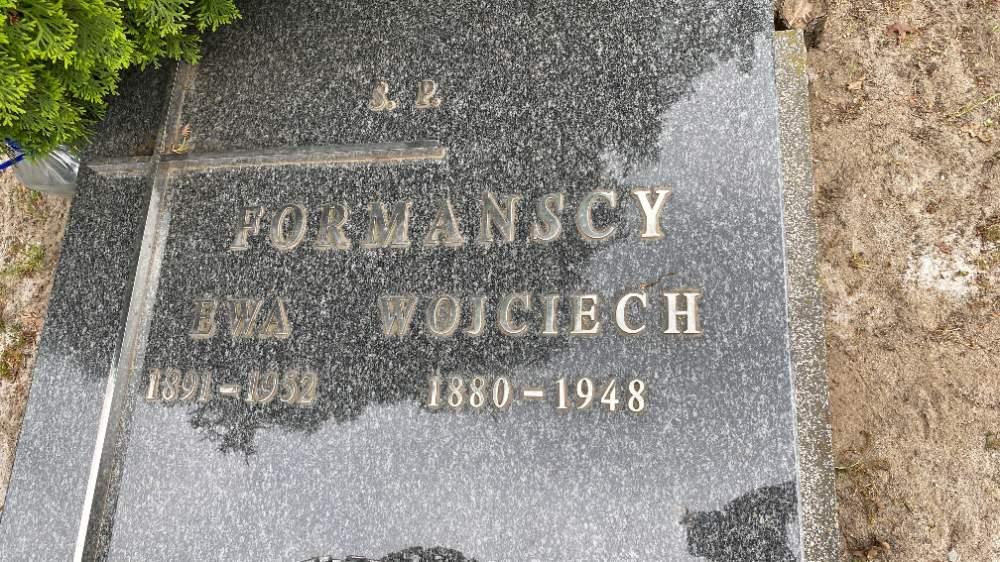 Ś. P.
FORMANSCY
EWA WOJCIECH
1891-1952 1880-1948